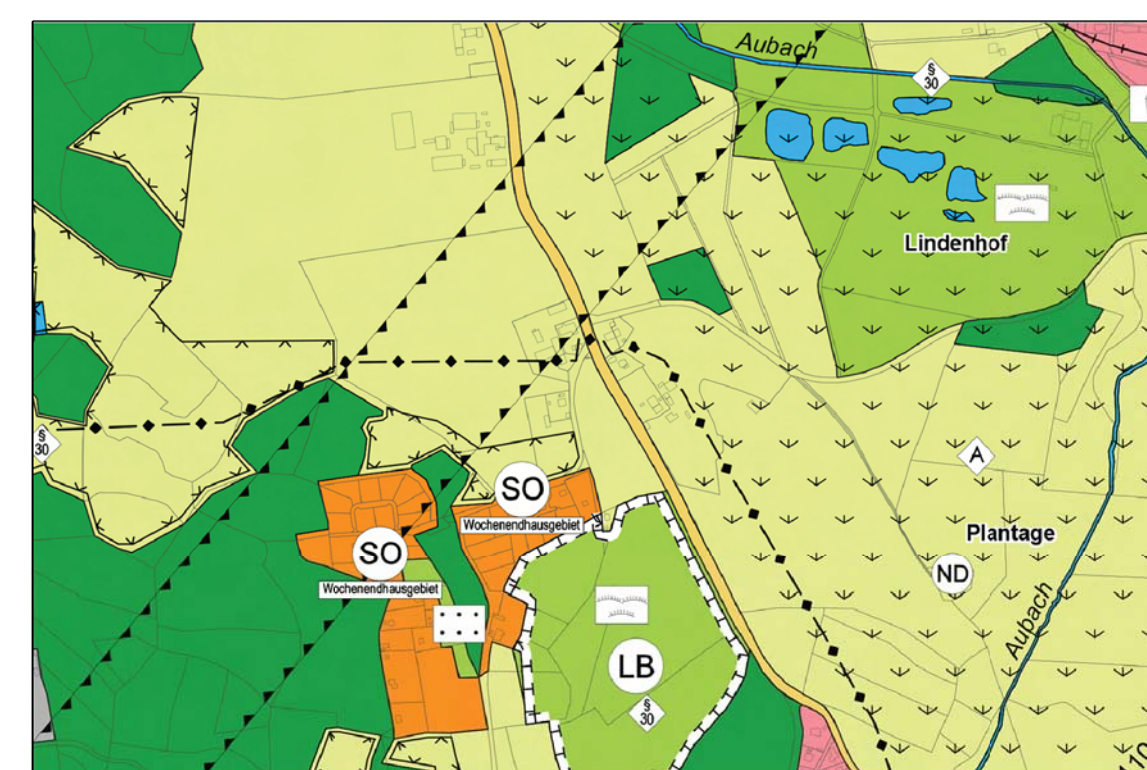 Aubach
§
30
Lindenhof
§
30
A
SO
Wochenendhausgebiet
SO
Wochenendhausgebiet
Plantage
ND
Aubach
LB
§
30